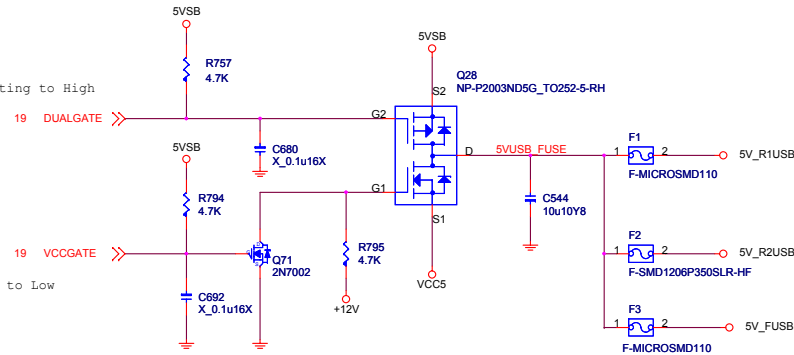 5VSB
5VSB
R757
4.7K
Q28
NP-P2003ND5G_TO252-5-RH
S2
ting to High
19 DUALGATE
G2
C680
X_0.1u16X
5VSB
D
5VUSB_FUSE
F1
1 2
5V_R1USB
F-MICROSMD110
R794
4.7K
G1
S1
C544
10u10Y8
19 VCCGATE
Q71
2N7002
R795
4.7K
F2
1 2
5V_R2USB
F-SMD1206P350SLR-HF
to Low
C692
X_0.1u16X
+12V
VCC5
F3
1 2
5V_FUSB
F-MICROSMD110